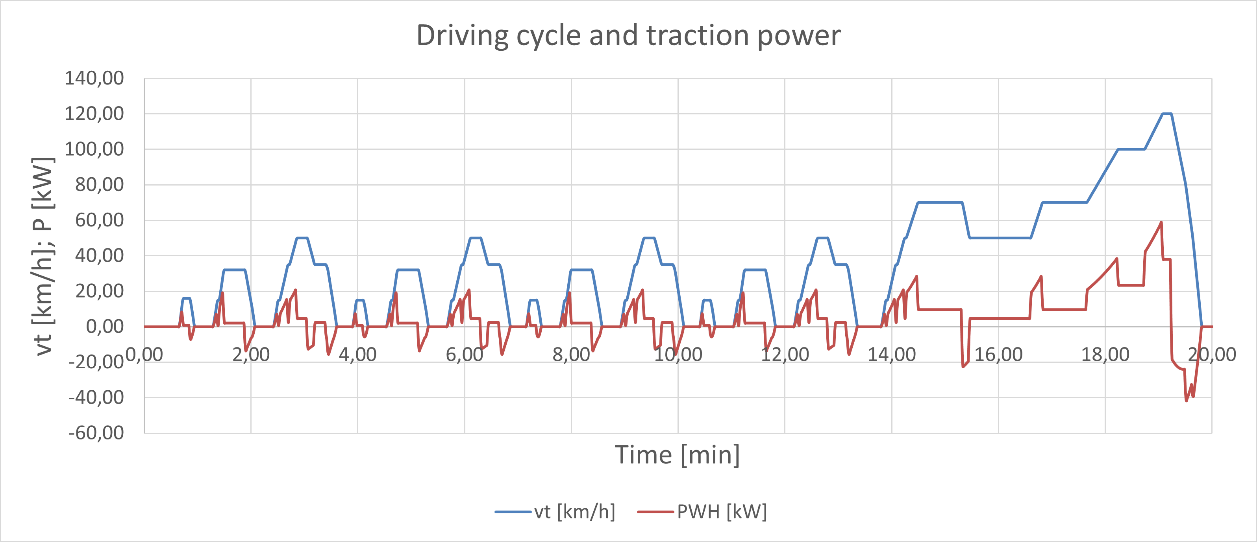 Driving cycle and traction power
140,00
120,00
100,00
80,00
60,00
40,00
20,00
0,00
-20,00
-40,00
-60,00
vt [km/h]; P [kW]
0,00 2,00 4,00 6,00 8,00 10,00 12,00 14,00 16,00 18,00 20,00
Time [min]
vt [km/h] PWH [kW]